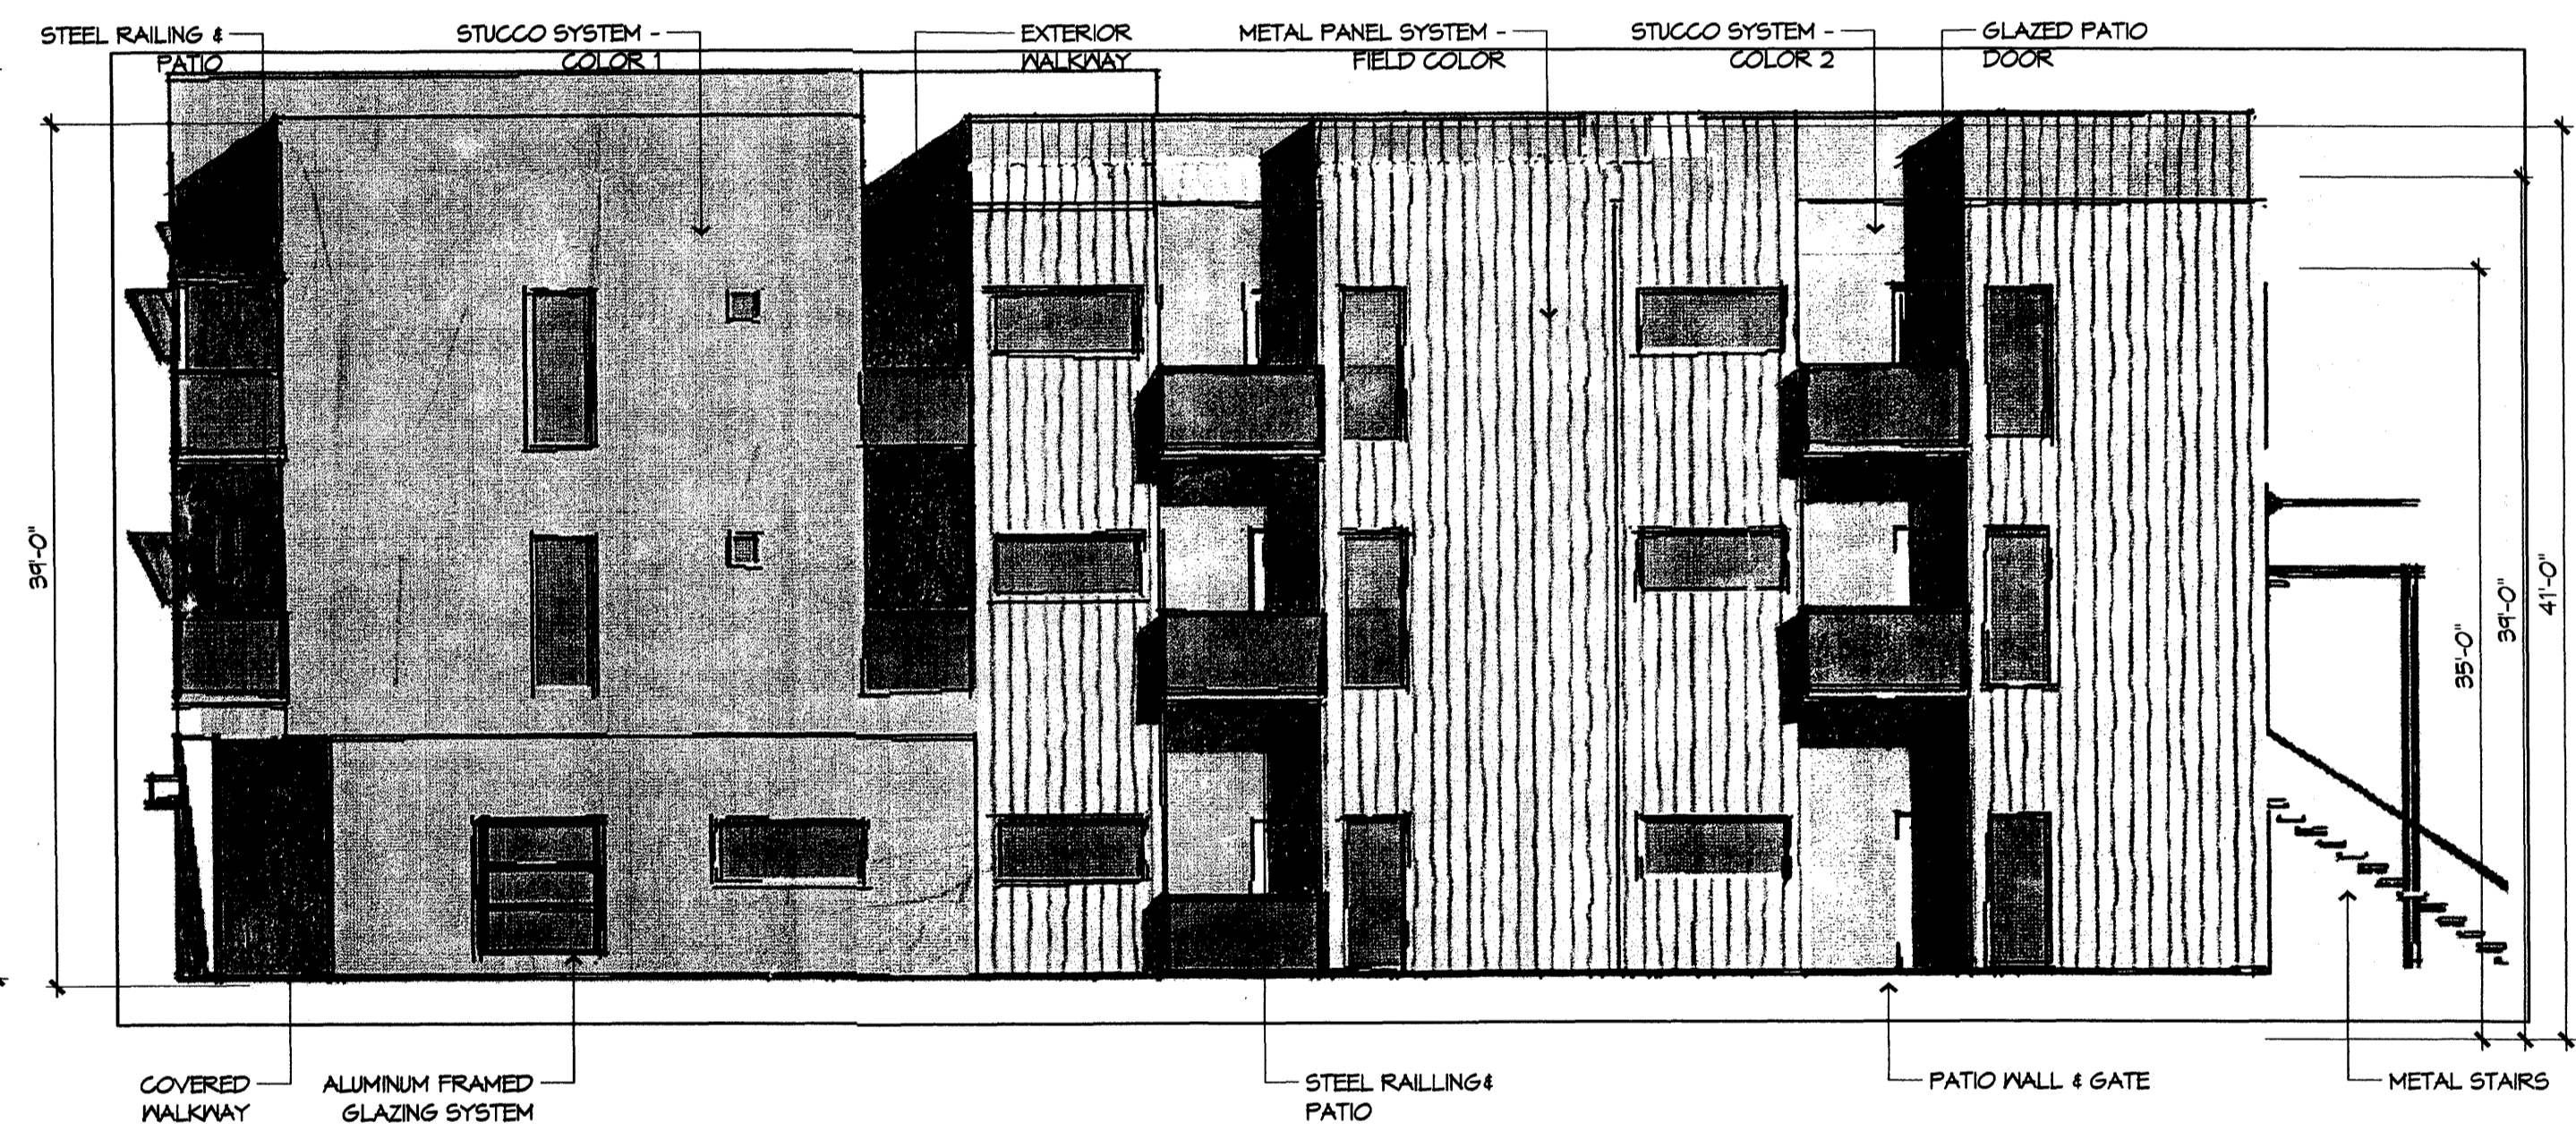 STEEL RAILING &
PATIO
STUCCO SYSTEM -
COLOR 1
EXTERIOR
WALKWAY
METAL PANEL SYSTEM -
FIELD COLOR
STUCCO SYSTEM -
COLOR 2
GLAZED PATIO
DOOR
39'-0"
35'-0"
39'-0"
41'-0"
COVERED
WALKWAY
ALUMINUM FRAMED
GLAZING SYSTEM
STEEL RAILLING&
PATIO
PATIO WALL & GATE
METAL STAIRS